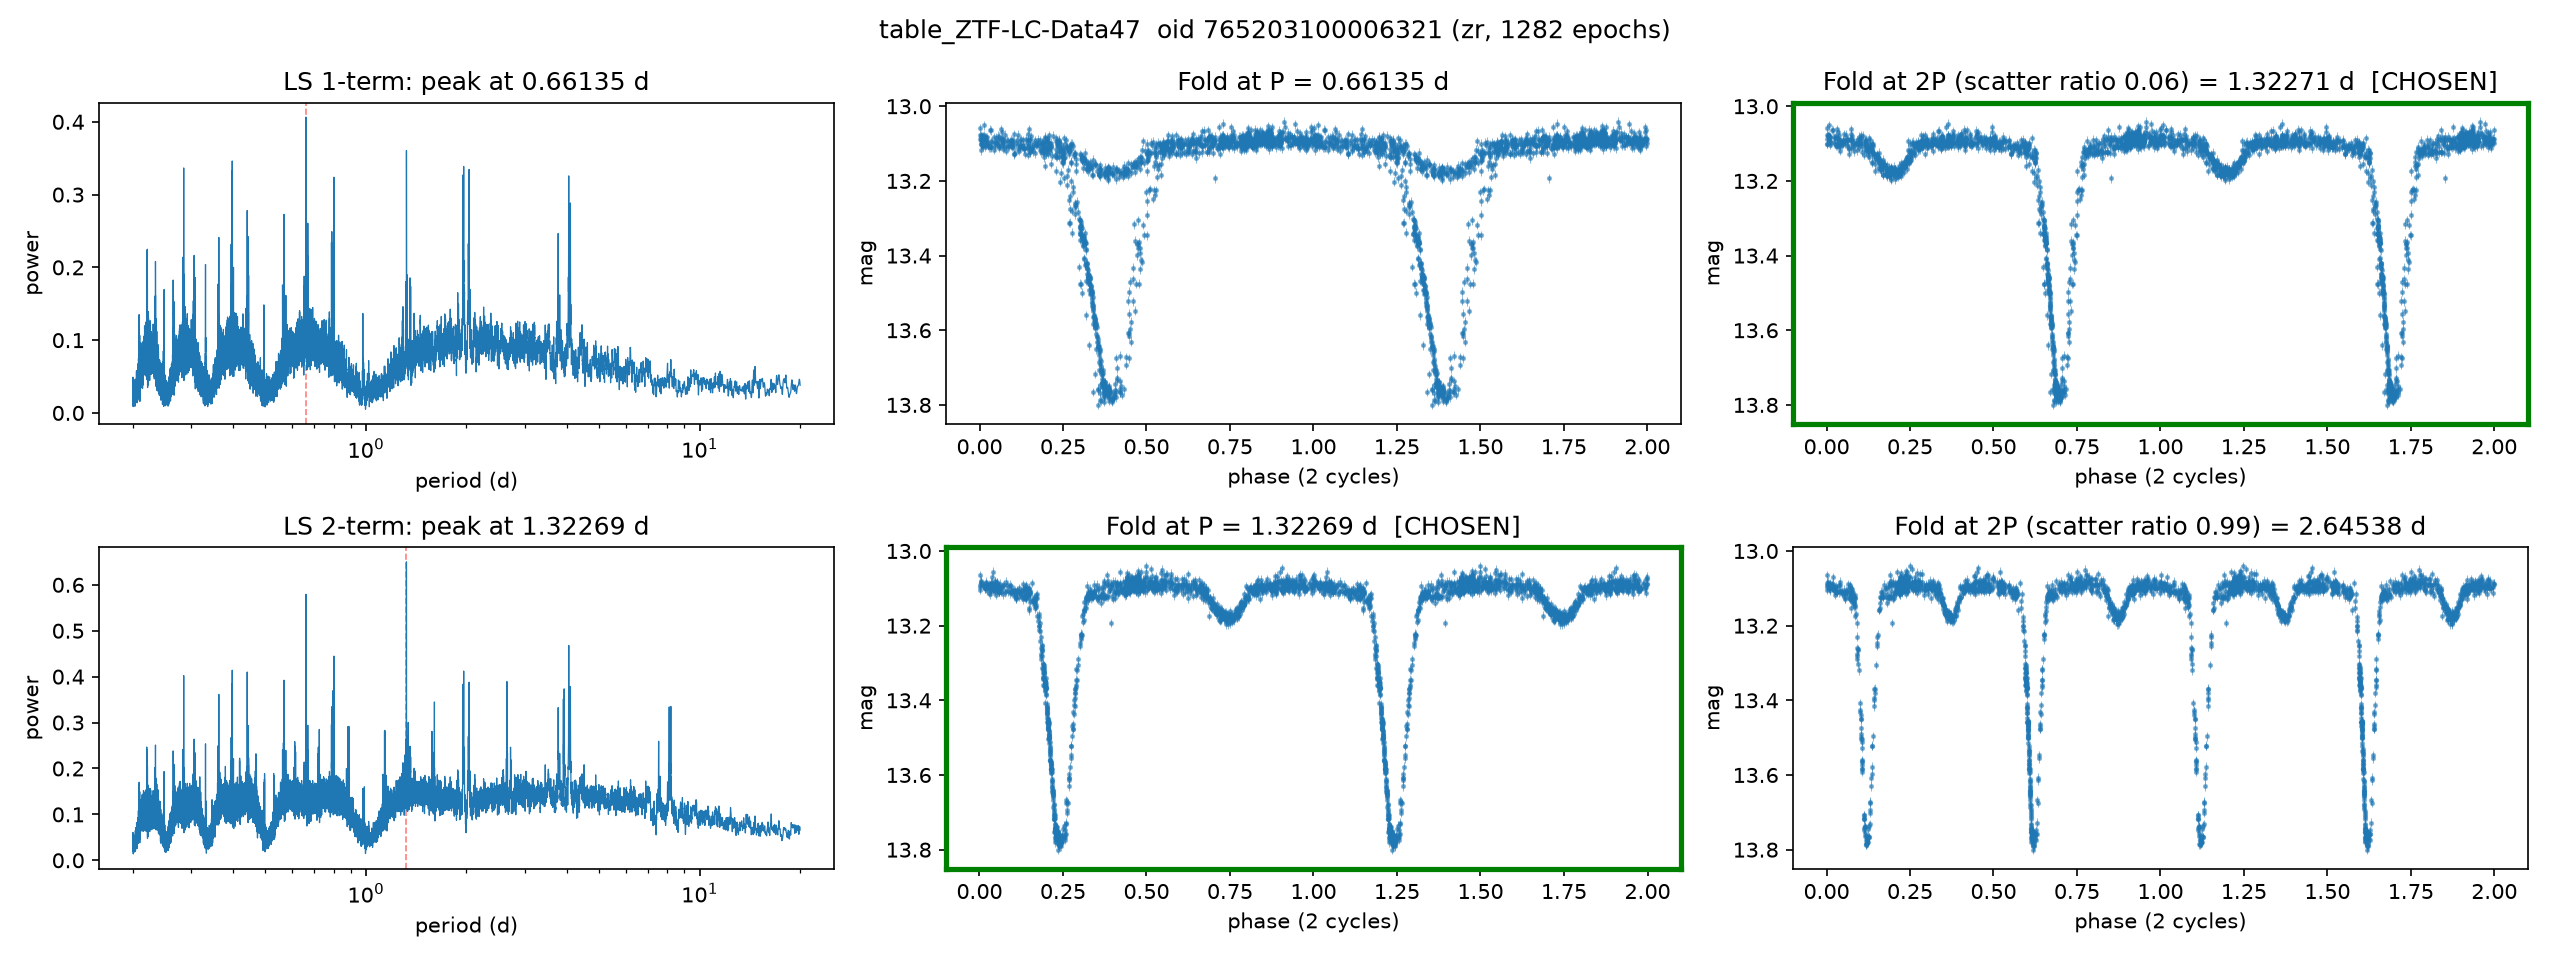 table_ZTF-LC-Data47 oid 765203100006321 (zr, 1282 epochs)
LS 1-term: peak at 0.66135 d
0.4
0.3
0.2
0.1
0.0
power
10⁰
10¹
period (d)
Fold at P = 0.66135 d
13.0
13.2
13.4
13.6
13.8
mag
0.00 0.25 0.50 0.75 1.00 1.25 1.50 1.75 2.00
phase (2 cycles)
Fold at 2P (scatter ratio 0.06) = 1.32271 d [CHOSEN]
13.0
13.2
13.4
13.6
13.8
mag
0.00 0.25 0.50 0.75 1.00 1.25 1.50 1.75 2.00
phase (2 cycles)
LS 2-term: peak at 1.32269 d
0.6
0.5
0.4
0.3
0.2
0.1
0.0
power
10⁰
10¹
period (d)
Fold at P = 1.32269 d [CHOSEN]
13.0
13.2
13.4
13.6
13.8
mag
0.00 0.25 0.50 0.75 1.00 1.25 1.50 1.75 2.00
phase (2 cycles)
Fold at 2P (scatter ratio 0.99) = 2.64538 d
13.0
13.2
13.4
13.6
13.8
mag
0.00 0.25 0.50 0.75 1.00 1.25 1.50 1.75 2.00
phase (2 cycles)